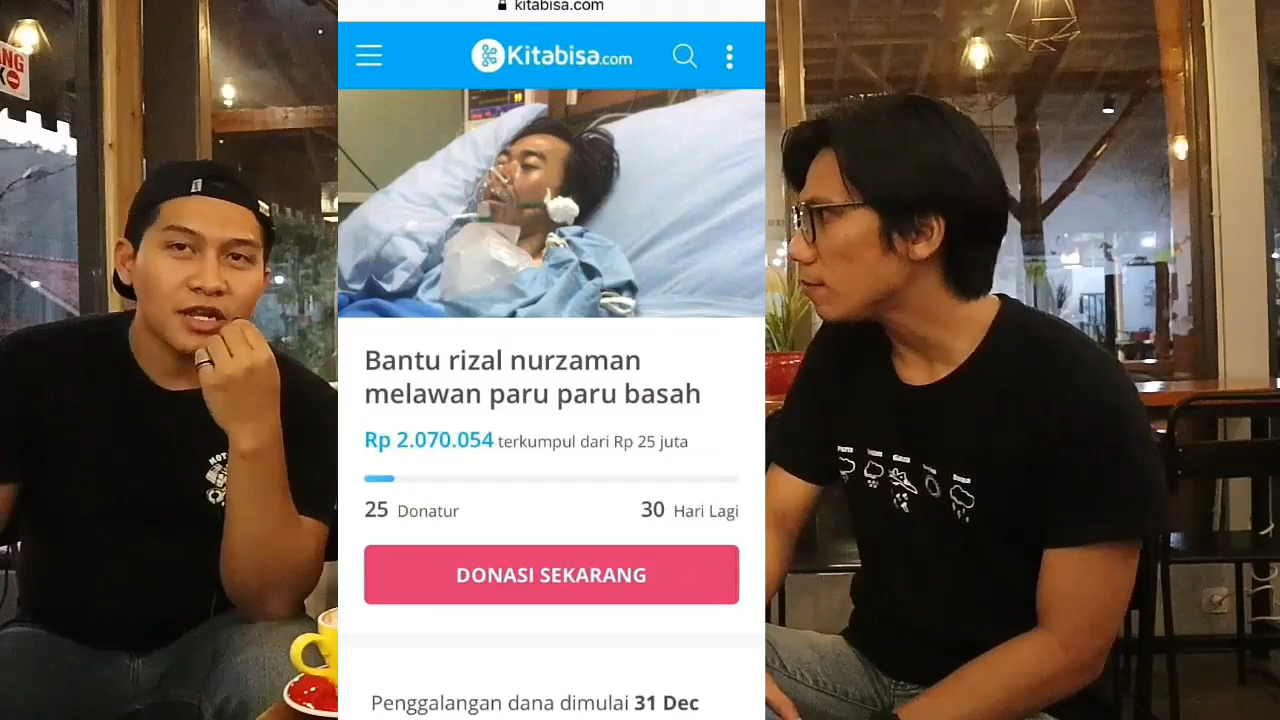 kitabisa.com
Kitabisa.com
Bantu rizal nurzaman
melawan paru paru basah
Rp 2.070.054 terkumpul dari Rp 25 juta
25 Donatur
30 Hari Lagi
DONASI SEKARANG
Penggalangan dana dimulai 31 Dec